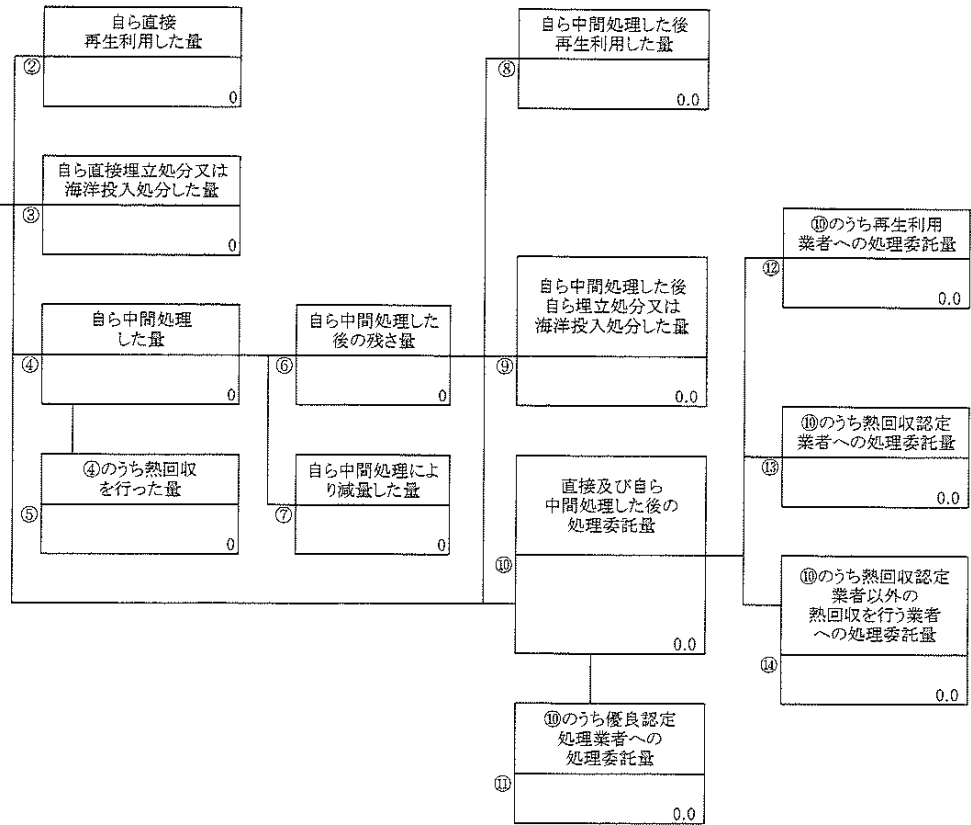 自ら直接
再生利用した量
②
0
自ら直接埋立処分又は
海洋投入処分した量
③
0
自ら中間処理
した量
④
0
④のうち熱回収
を行った量
⑤
0
自ら中間処理した
後の残さ量
⑥
0
自ら中間処理によ
り減量した量
⑦
0
自ら中間処理した後
再生利用した量
⑧
0.0
自ら中間処理した後
自ら埋立処分又は
海洋投入処分した量
⑨
0.0
直接及び自ら
中間処理した後の
処理委託量
⑩
0.0
⑩のうち優良認定
処理業者への
処理委託量
⑪
0.0
⑩のうち再生利用
業者への処理委託量
⑫
0.0
⑩のうち熱回収認定
業者への処理委託量
⑬
0.0
⑩のうち熱回収認定
業者以外の
熱回収を行う業者
への処理委託量
⑭
0.0